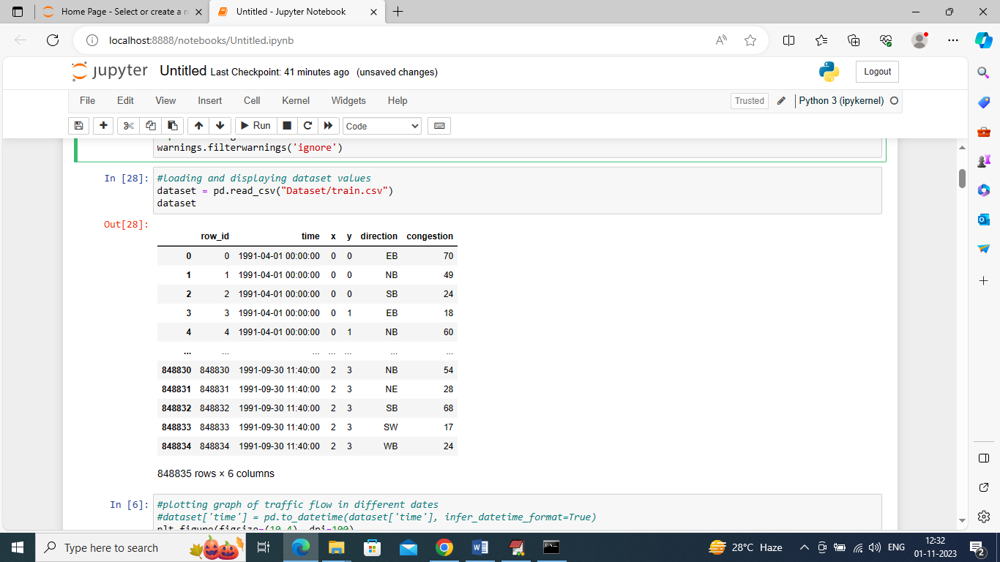 Home Page - Select or create a n
Untitled - Jupyter Notebook
localhost:8888/notebooks/Untitled.ipynb
jupyter Untitled Last Checkpoint: 41 minutes ago (unsaved changes)
Logout
File Edit View Insert Cell Kernel Widgets Help
Trusted
Python 3 (ipykernel)
Run
Code
warnings.filterwarnings('ignore')
In [28]: #loading and displaying dataset values
dataset = pd.read_csv("Dataset/train.csv")
dataset
Out[28]:
row_id time x y direction congestion
0 0 1991-04-01 00:00:00 0 0 EB 70
1 1 1991-04-01 00:00:00 0 0 NB 49
2 2 1991-04-01 00:00:00 0 0 SB 24
3 3 1991-04-01 00:00:00 0 1 EB 18
4 4 1991-04-01 00:00:00 0 1 NB 60
... ... ... ... ... ... ...
848830 848830 1991-09-30 11:40:00 2 3 NB 54
848831 848831 1991-09-30 11:40:00 2 3 NE 28
848832 848832 1991-09-30 11:40:00 2 3 SB 68
848833 848833 1991-09-30 11:40:00 2 3 SW 17
848834 848834 1991-09-30 11:40:00 2 3 WB 24
848835 rows × 6 columns
In [6]: #plotting graph of traffic flow in different dates
#dataset['time'] = pd.to_datetime(dataset['time'], infer_datetime_format=True)
plt.figure(figsize=(10,4), dpi=100)
Type here to search
28°C Haze
ENG
12:32
01-11-2023
2